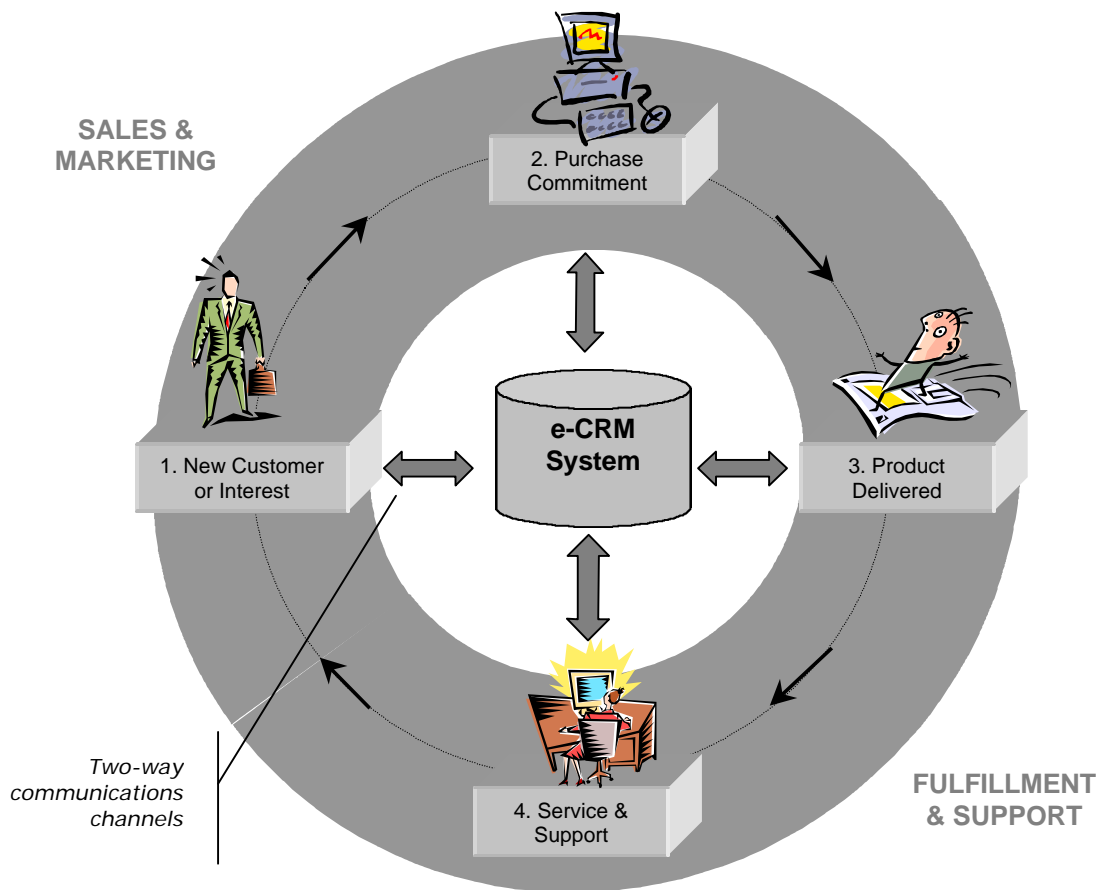 SALES &
MARKETING
2. Purchase
Commitment
1. New Customer
or Interest
e-CRM
System
3. Product
Delivered
Two-way
communications
channels
4. Service &
Support
FULFILLMENT
& SUPPORT